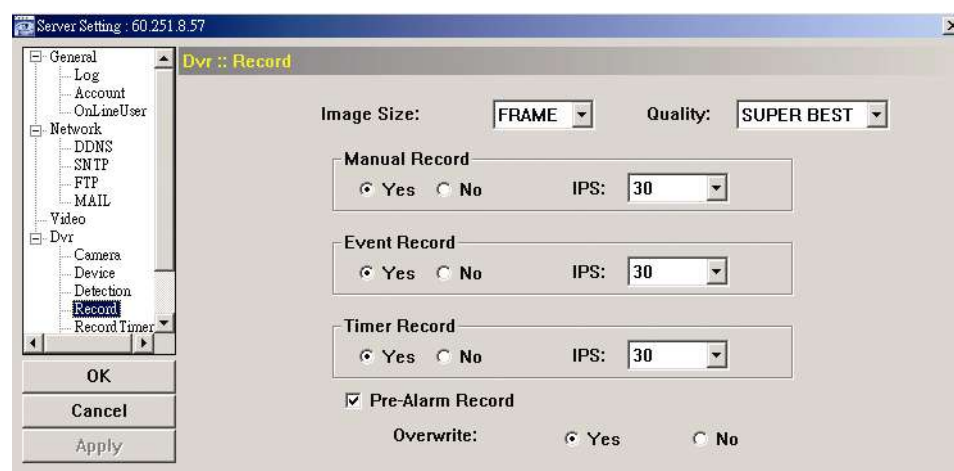 Server Setting : 60.251.8.57
General
Log
Account
OnLineUser
Network
DDNS
SNTP
FTP
MAIL
Video
Dvr
Camera
Device
Detection
Record
Record Timer
OK
Cancel
Apply
Dvr :: Record
Image Size: FRAME Quality: SUPER BEST
Manual Record
Yes No IPS: 30
Event Record
Yes No IPS: 30
Timer Record
Yes No IPS: 30
Pre-Alarm Record
Overwrite: Yes No